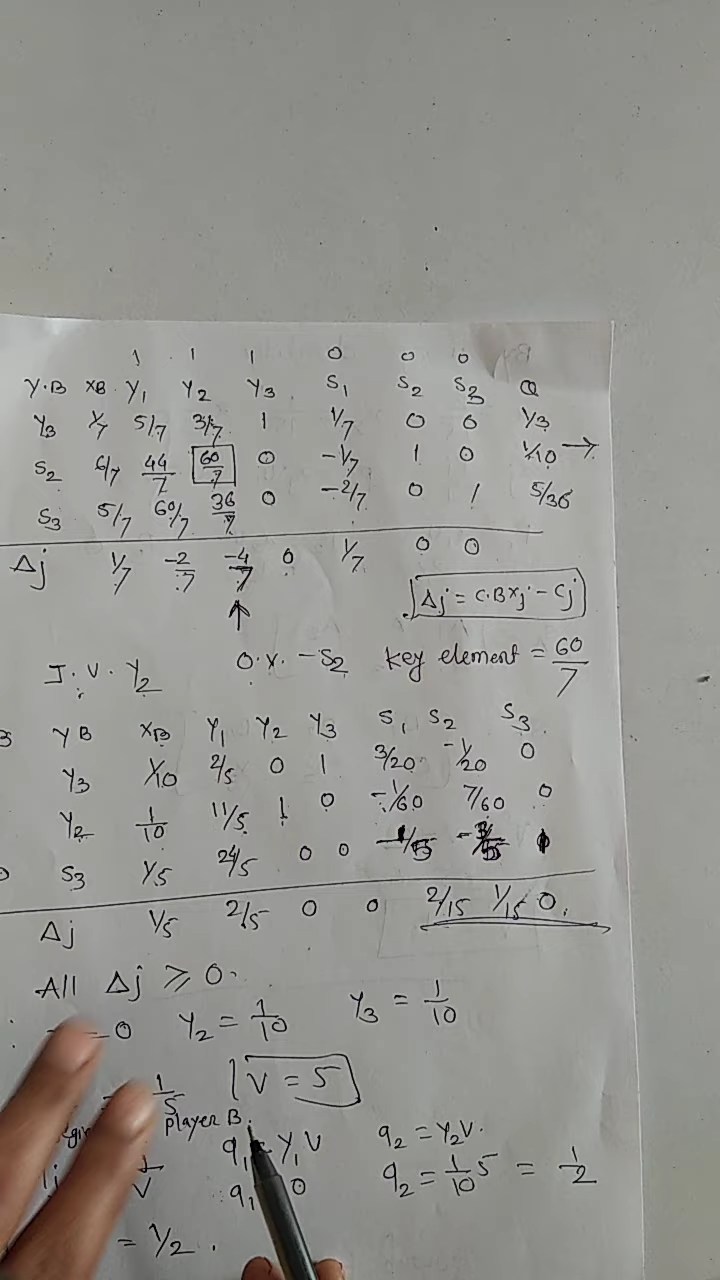 1 1 1 0 0 0
Y.B XB Y1 Y2 Y3 S1 S2 S3 Q
Y3 1/7 5/7 3/7 1 1/7 0 0 1/3
S2 6/7 44/7 60/7 0 -1/7 1 0 1/10 →
S3 5/7 60/7 36/7 0 -2/7 0 1 5/36
Δj 1/7 -2/7 -4/7 0 1/7 0 0
↑ Δj = C.B xj - Cj
I.V. Y2 O.V. - S2 Key element = 60/7
YB XB Y1 Y2 Y3 S1 S2 S3
Y3 1/10 2/5 0 1 3/20 -1/20 0
Y2 1/10 11/5 1 0 -1/60 7/60 0
S3 1/5 24/5 0 0
Δj 1/5 2/5 0 0 2/15 1/15 0.
All Δj ≥ 0.
0 Y2 = 1/10 Y3 = 1/10
1/5 V = 5
player B.
q1 = Y1 V q2 = Y2 V.
V q1 0 q2 = 1/10 5 = 1/2
= 1/2.